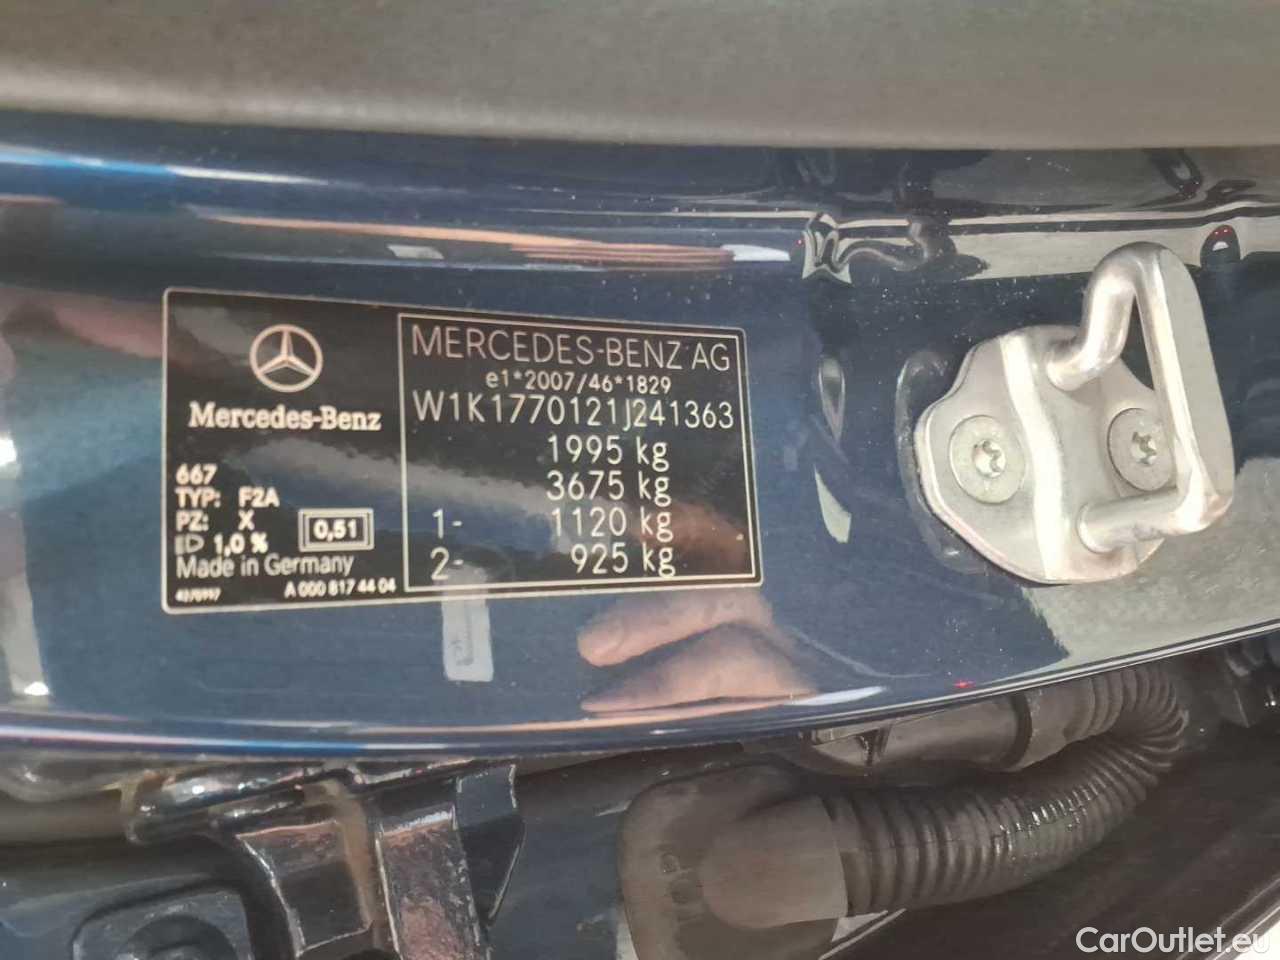 Mercedes-Benz
667
TYP: F2A
PZ: X
1,0 %
0,51
Made in Germany
A 000 817 44 04
MERCEDES-BENZ AG
e1*2007/46*1829
W1K1770121J241363
1995 kg
3675 kg
1- 1120 kg
2- 925 kg
CarOutlet.eu